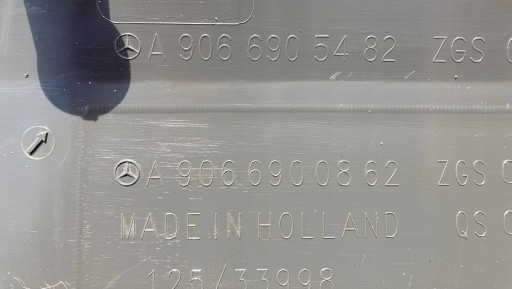 A 906 690 54 82 ZGS
A 906 690 08 62 ZGS
MADE IN HOLLAND QS
125/33998